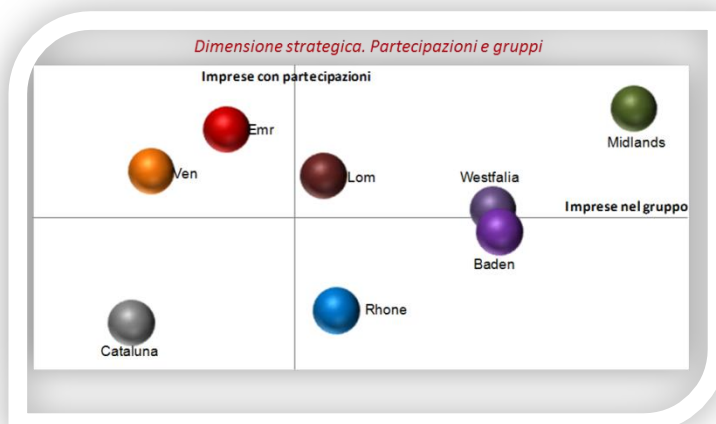 Dimensione strategica. Partecipazioni e gruppi
Imprese con partecipazioni
Midlands
Emr
Ven
Lom
Westfalia
Imprese nel gruppo
Baden
Rhone
Cataluna